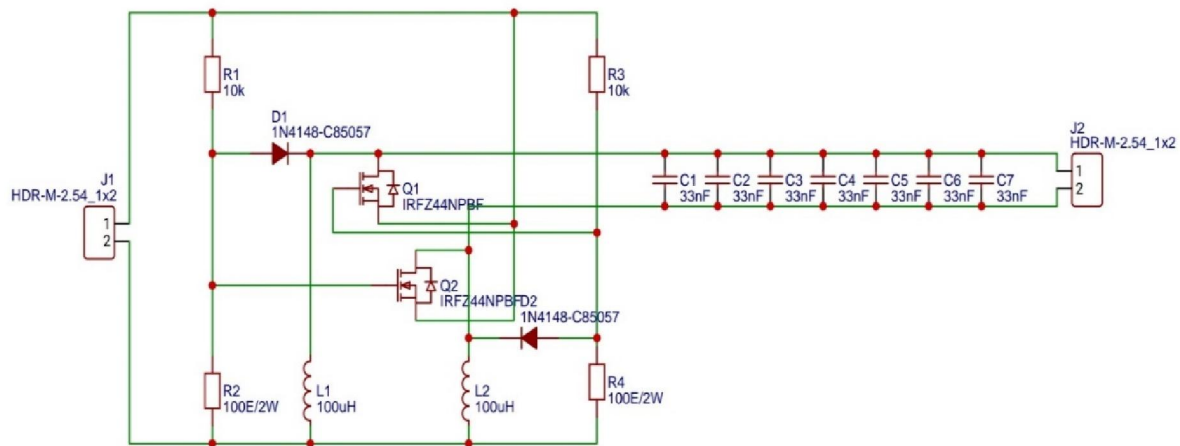 R1
10k
R3
10k
D1
1N4148-C85057
J2
HDR-M-2.54_1x2
1
2
J1
HDR-M-2.54_1x2
1
2
Q1
IRFZ44NPBF
C1
33nF
C2
33nF
C3
33nF
C4
33nF
C5
33nF
C6
33nF
C7
33nF
Q2
IRFZ44NPBF
D2
1N4148-C85057
R2
100E/2W
L1
100uH
L2
100uH
R4
100E/2W